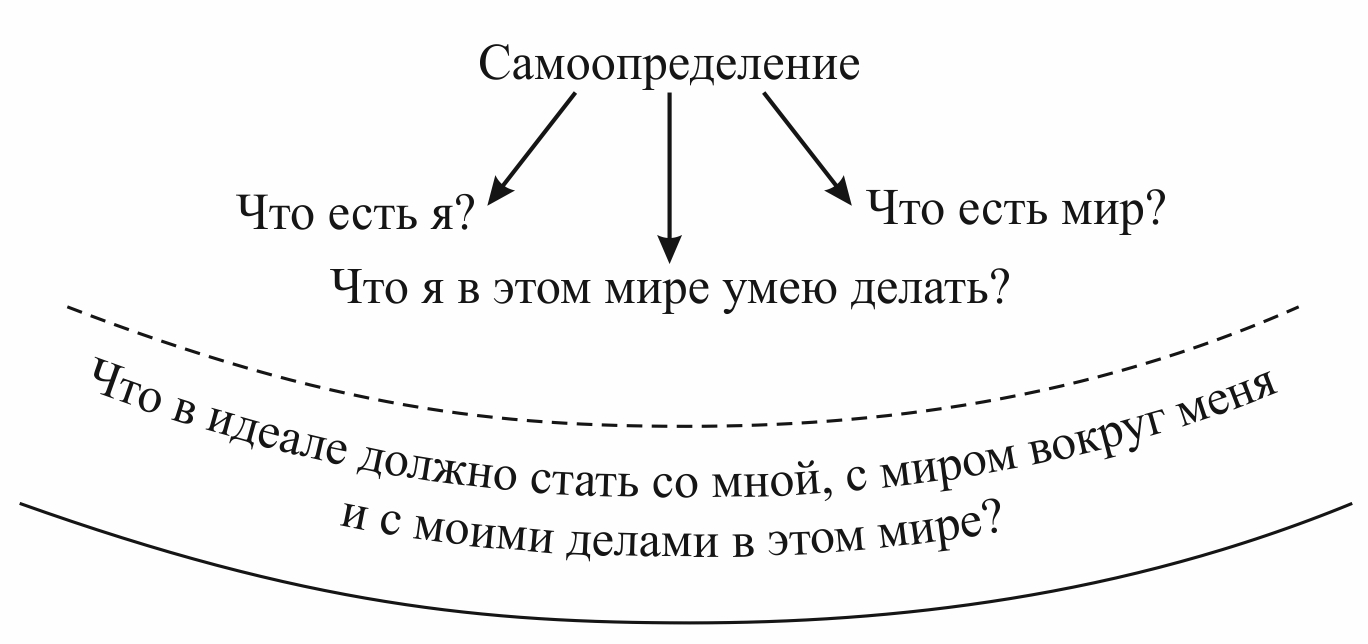 Самоопределение
Что есть я?
Что есть мир?
Что я в этом мире умею делать?
Что в идеале должно стать со мной, с миром вокруг меня
и с моими делами в этом мире?